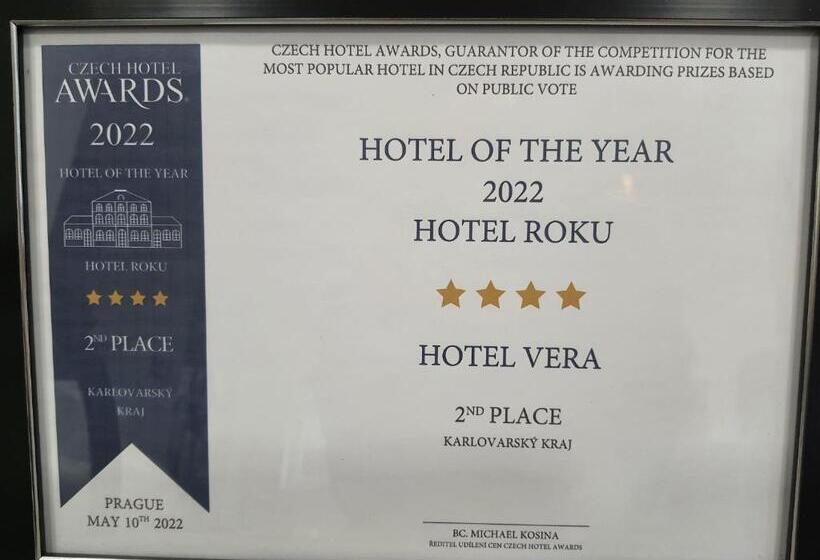 CZECH HOTEL
AWARDS®
2022
HOTEL OF THE YEAR
HOTEL ROKU
2ND PLACE
KARLOVARSKÝ
KRAJ
PRAGUE
MAY 10TH 2022
CZECH HOTEL AWARDS, GUARANTOR OF THE COMPETITION FOR THE
MOST POPULAR HOTEL IN CZECH REPUBLIC IS AWARDING PRIZES BASED
ON PUBLIC VOTE
HOTEL OF THE YEAR
2022
HOTEL ROKU
HOTEL VERA
2ND PLACE
KARLOVARSKÝ KRAJ
BC. MICHAEL KOSINA
ŘEDITEL UDÍLENÍ CEN CZECH HOTEL AWARDS